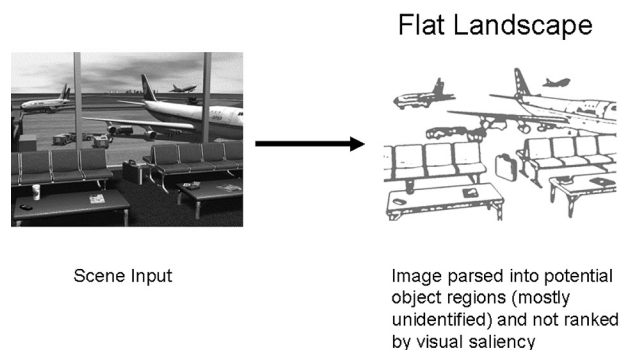 Flat Landscape
Scene Input
Image parsed into potential
object regions (mostly
unidentified) and not ranked
by visual saliency